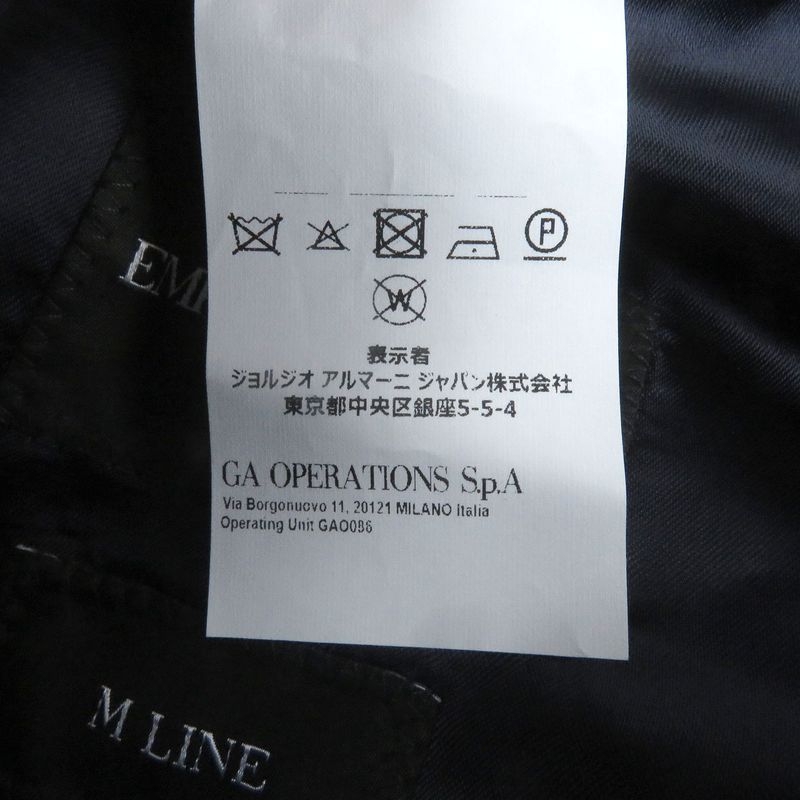 P
W
表示者
ジョルジオ アルマーニ ジャパン株式会社
東京都中央区銀座5-5-4
GA OPERATIONS S.p.A
Via Borgonuovo 11, 20121 MILANO Italia
Operating Unit GAO086
M LINE